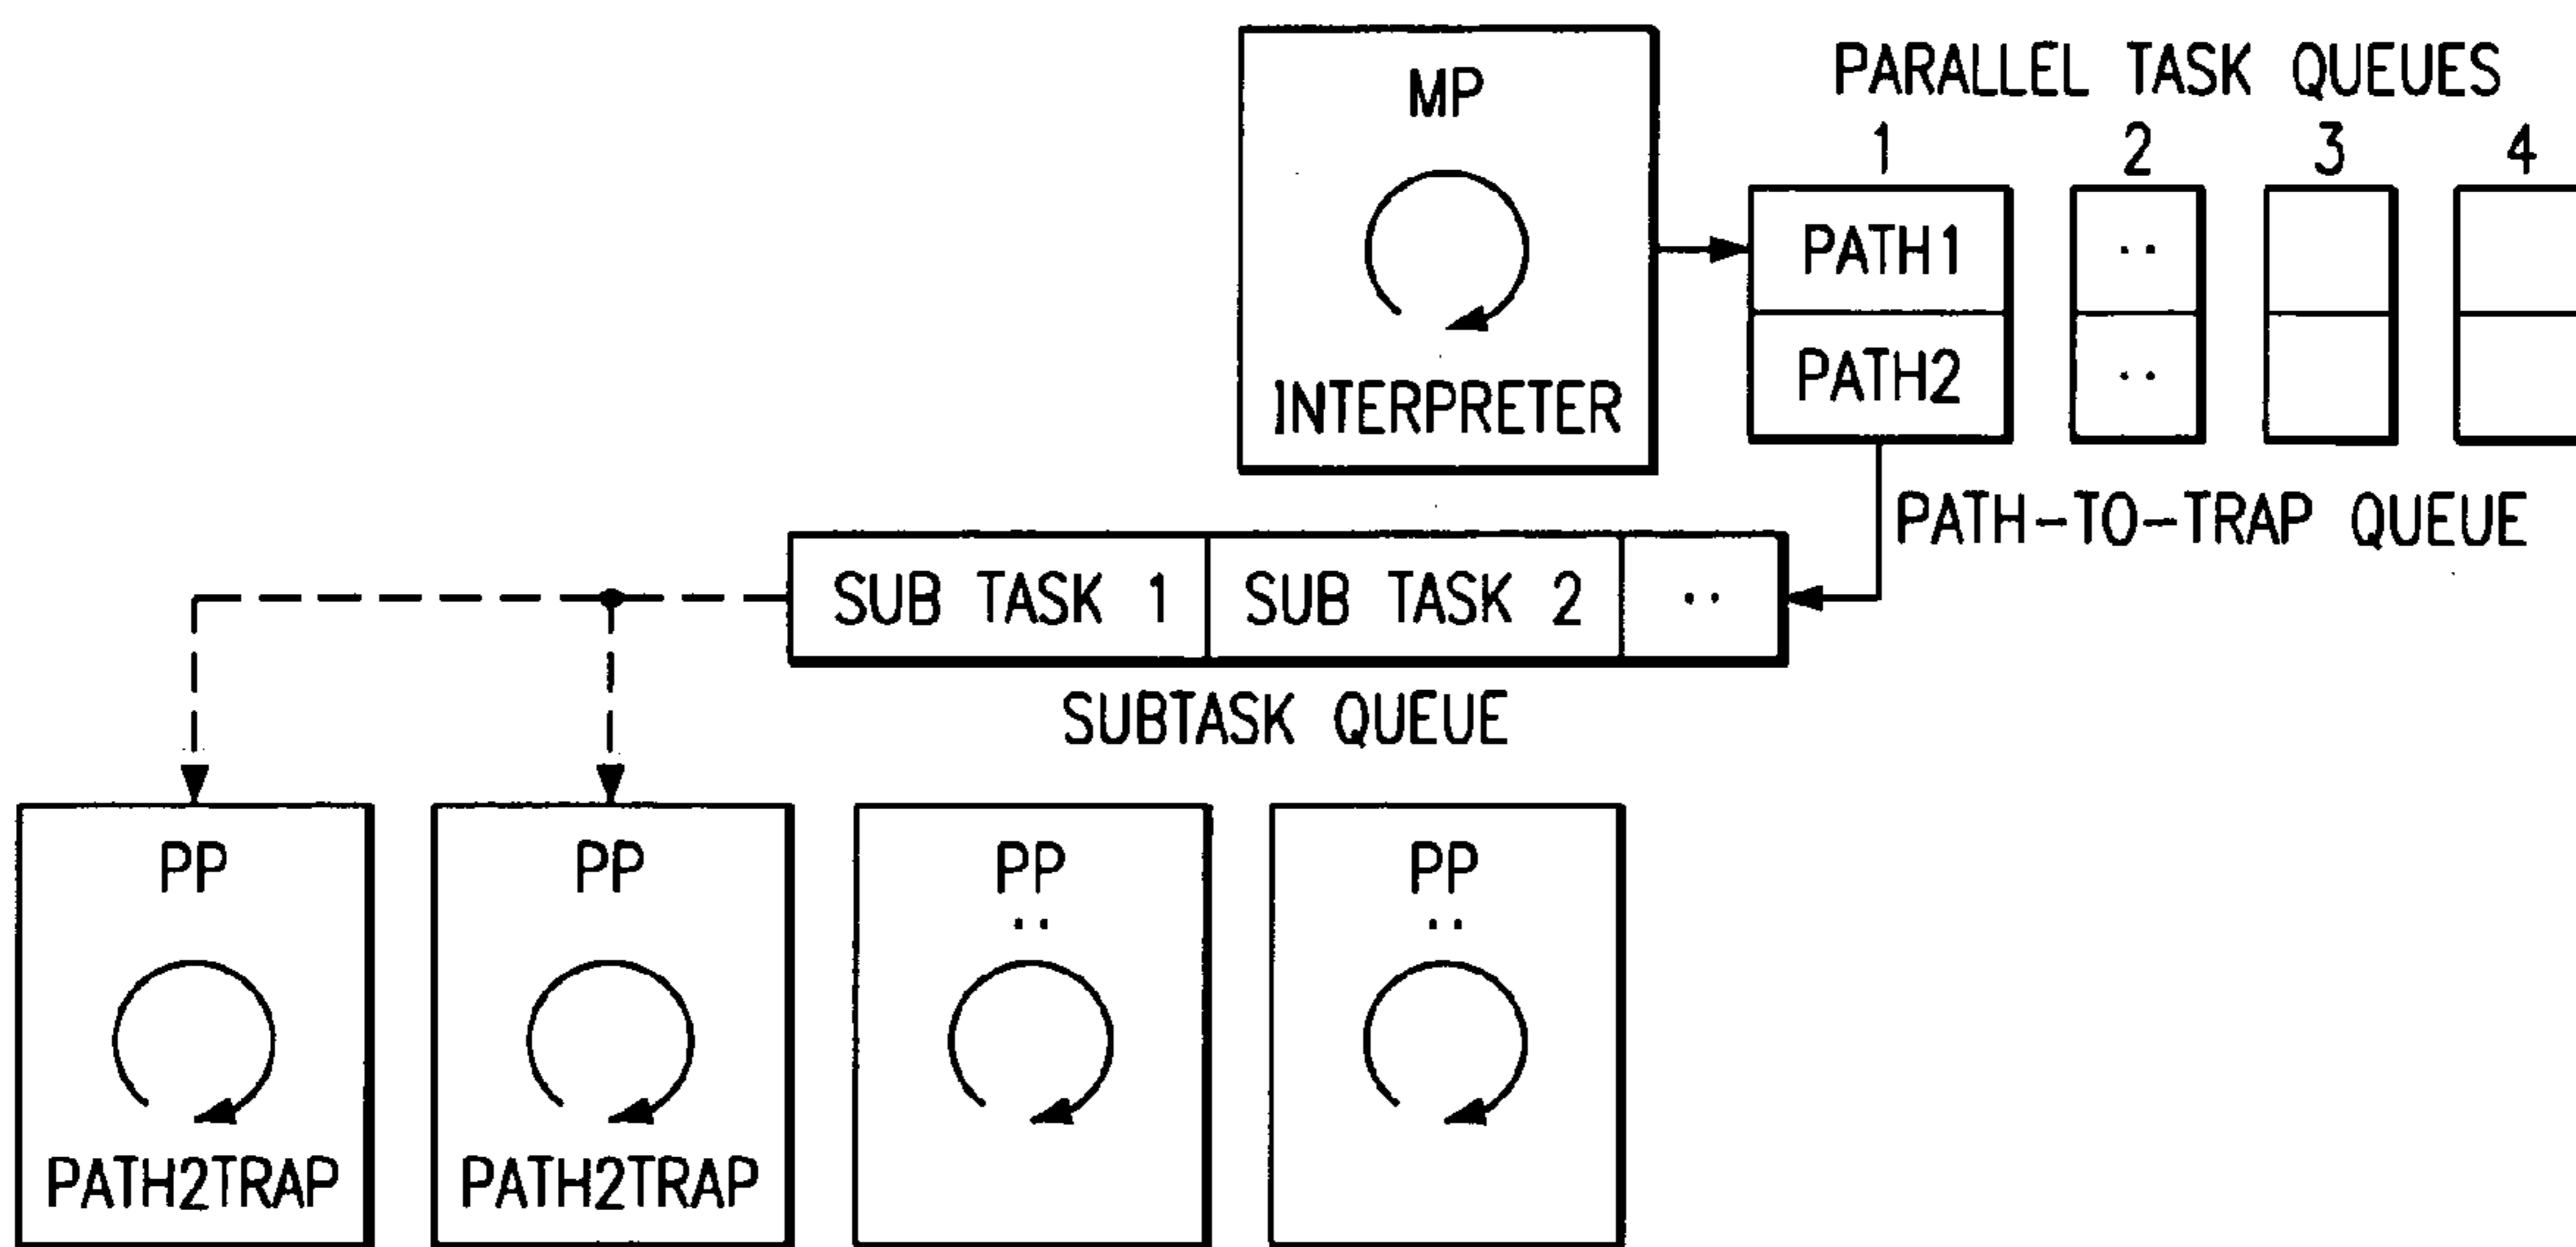 MP
INTERPRETER
PARALLEL TASK QUEUES
1 2 3 4
PATH1 ..
PATH2 ..
PATH-TO-TRAP QUEUE
SUB TASK 1 SUB TASK 2 ..
SUBTASK QUEUE
PP PP PP PP
.. ..
PATH2TRAP PATH2TRAP